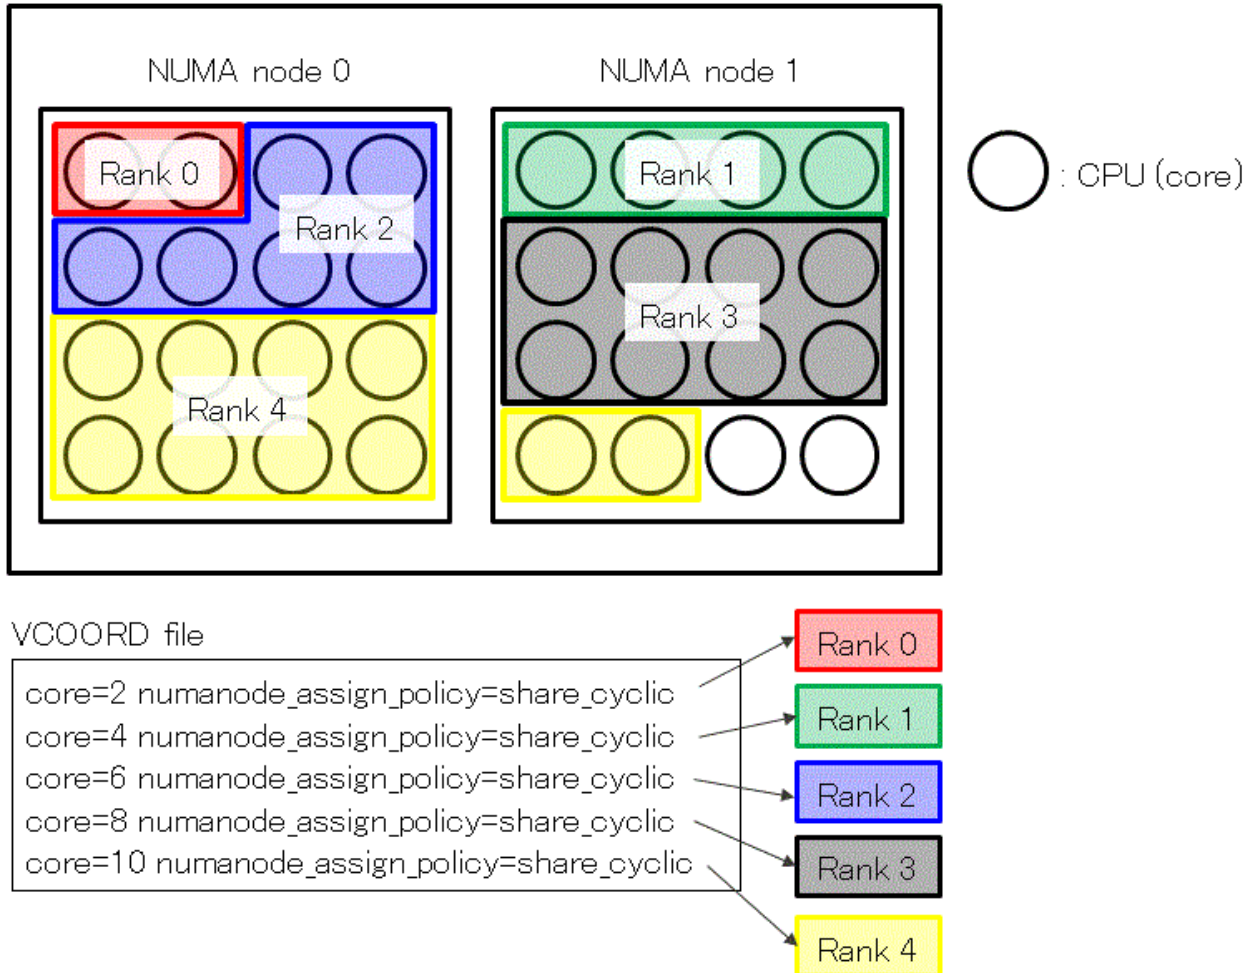 NUMA node 0
NUMA node 1
Rank 0
Rank 2
Rank 4
Rank 1
Rank 3
: CPU (core)
VCOORD file
core=2 numanode_assign_policy=share_cyclic
core=4 numanode_assign_policy=share_cyclic
core=6 numanode_assign_policy=share_cyclic
core=8 numanode_assign_policy=share_cyclic
core=10 numanode_assign_policy=share_cyclic
Rank 0
Rank 1
Rank 2
Rank 3
Rank 4